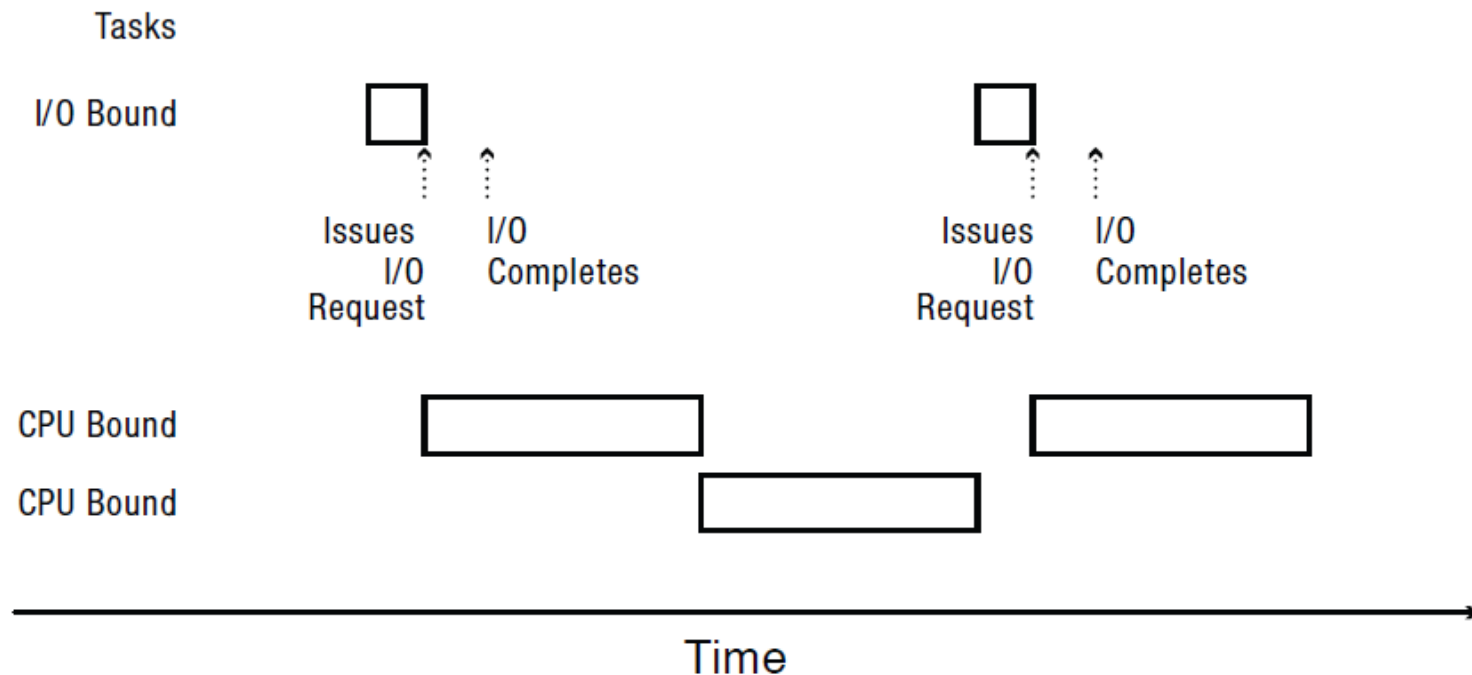 Tasks
I/O Bound
Issues
I/O
Request
I/O
Completes
Issues
I/O
Request
I/O
Completes
CPU Bound
CPU Bound
Time